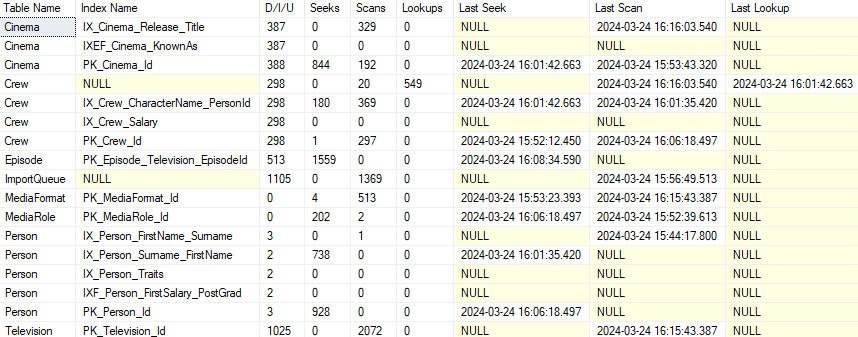 Table Name Index Name D/I/U Seeks Scans Lookups Last Seek Last Scan Last Lookup
Cinema IX_Cinema_Release_Title 387 0 329 0 NULL 2024-03-24 16:16:03.540 NULL
Cinema IXEF_Cinema_KnownAs 387 0 0 0 NULL NULL NULL
Cinema PK_Cinema_Id 388 844 192 0 2024-03-24 16:01:42.663 2024-03-24 15:53:43.320 NULL
Crew NULL 298 0 20 549 NULL 2024-03-24 16:16:03.540 2024-03-24 16:01:42.663
Crew IX_Crew_CharacterName_PersonId 298 180 369 0 2024-03-24 16:01:42.663 2024-03-24 16:01:35.420 NULL
Crew IX_Crew_Salary 298 0 0 0 NULL NULL NULL
Crew PK_Crew_Id 298 1 297 0 2024-03-24 15:52:12.450 2024-03-24 16:06:18.497 NULL
Episode PK_Episode_Television_EpisodeId 513 1559 0 0 2024-03-24 16:08:34.590 NULL NULL
ImportQueue NULL 1105 0 1369 0 NULL 2024-03-24 15:56:49.513 NULL
MediaFormat PK_MediaFormat_Id 0 4 513 0 2024-03-24 15:53:23.393 2024-03-24 16:15:43.387 NULL
MediaRole PK_MediaRole_Id 0 202 2 0 2024-03-24 16:06:18.497 2024-03-24 15:52:39.613 NULL
Person IX_Person_FirstName_Surname 3 0 1 0 NULL 2024-03-24 15:44:17.800 NULL
Person IX_Person_Surname_FirstName 2 738 0 0 2024-03-24 16:01:35.420 NULL NULL
Person IX_Person_Traits 2 0 0 0 NULL NULL NULL
Person IXF_Person_FirstSalary_PostGrad 2 0 0 0 NULL NULL NULL
Person PK_Person_Id 3 928 0 0 2024-03-24 16:06:18.497 NULL NULL
Television PK_Television_Id 1025 0 2072 0 NULL 2024-03-24 16:15:43.387 NULL